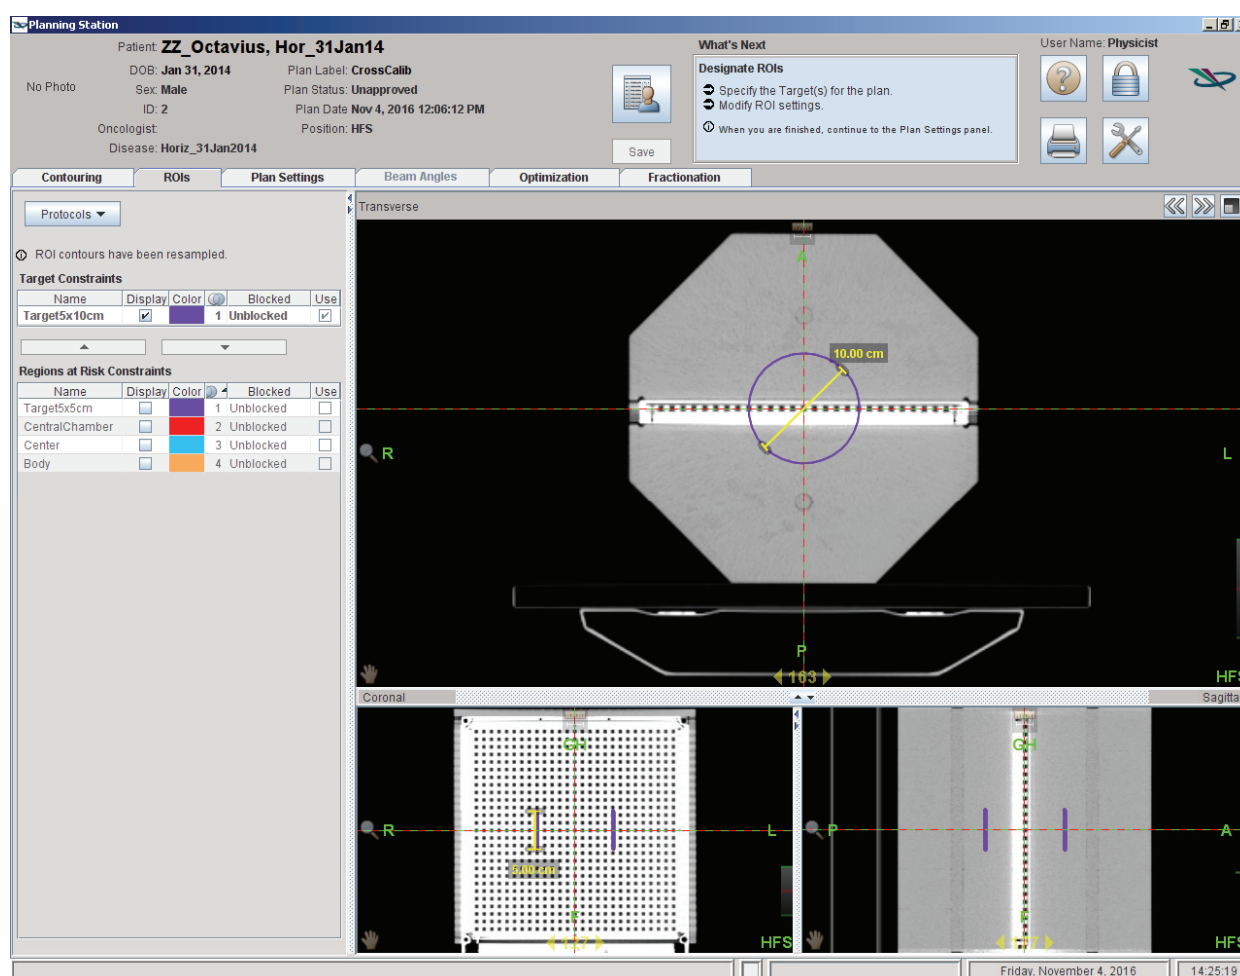 Planning Station
Patient: ZZ_Octavius, Hor_31Jan14
DOB: Jan 31, 2014 Plan Label: CrossCalib
No Photo Sex: Male Plan Status: Unapproved
ID: 2 Plan Date Nov 4, 2016 12:06:12 PM
Oncologist: Position: HFS
Disease: Horiz_31Jan2014
Save
What's Next
Designate ROIs
Specify the Target(s) for the plan.
Modify ROI settings.
When you are finished, continue to the Plan Settings panel.
User Name: Physicist
Contouring ROIs Plan Settings Beam Angles Optimization Fractionation
Protocols
ROI contours have been resampled.
Target Constraints
Name Display Color Blocked Use
Target5x10cm 1 Unblocked
Regions at Risk Constraints
Name Display Color Blocked Use
Target5x5cm 1 Unblocked
CentralChamber 2 Unblocked
Center 3 Unblocked
Body 4 Unblocked
Transverse
A
10.00 cm
R L
P
163
HFS
Coronal Sagitta
GH
R L
5.00 cm
F
HFS
GH
P A
F
HFS
Friday, November 4, 2016 14:25:19